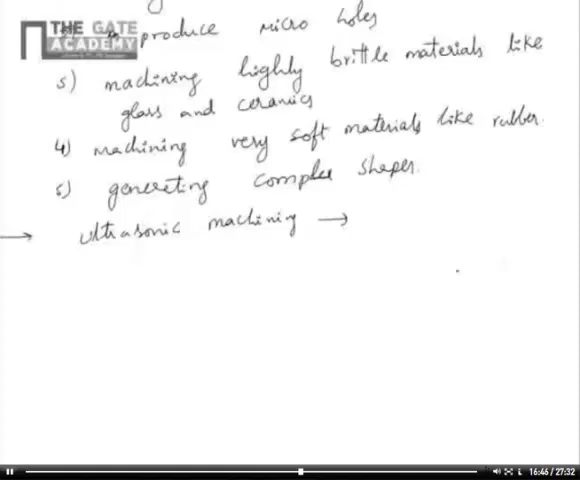 THE GATE
ACADEMY
produce micro holes
3) machining highly brittle materials like
glass and ceramics
4) machining very soft materials like rubber.
5) generating complex shapes.
→ ultrasonic machining →
16:46 / 27:32